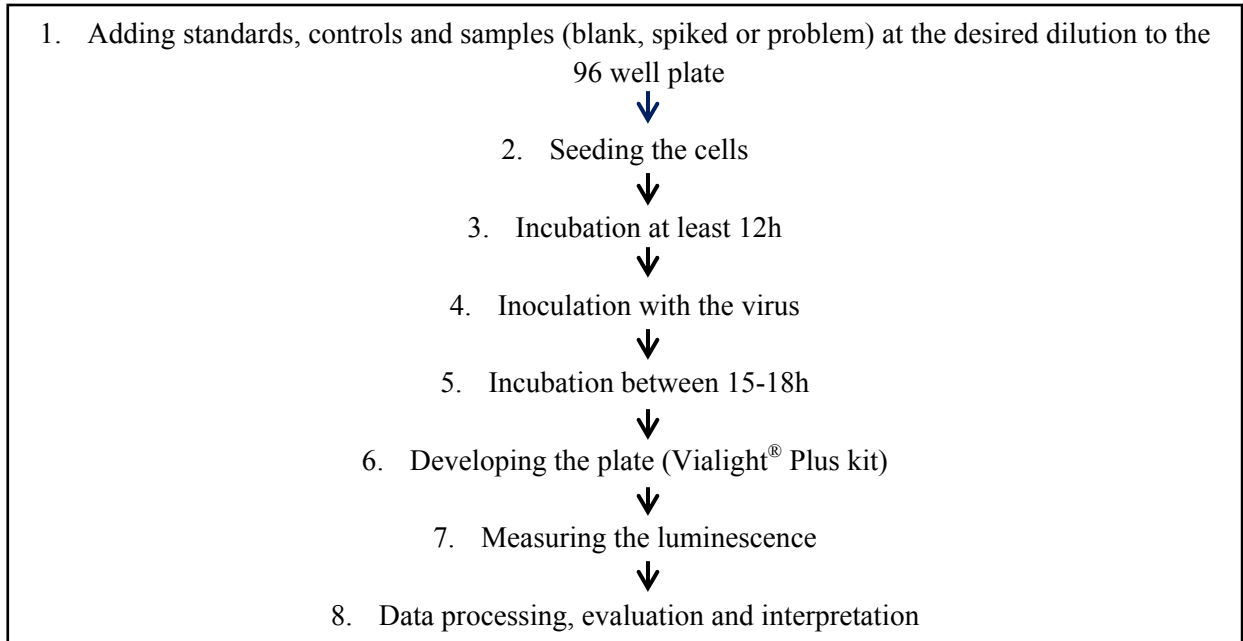 1. Adding standards, controls and samples (blank, spiked or problem) at the desired dilution to the
96 well plate
2. Seeding the cells
3. Incubation at least 12h
4. Inoculation with the virus
5. Incubation between 15-18h
6. Developing the plate (Vialight® Plus kit)
7. Measuring the luminescence
8. Data processing, evaluation and interpretation